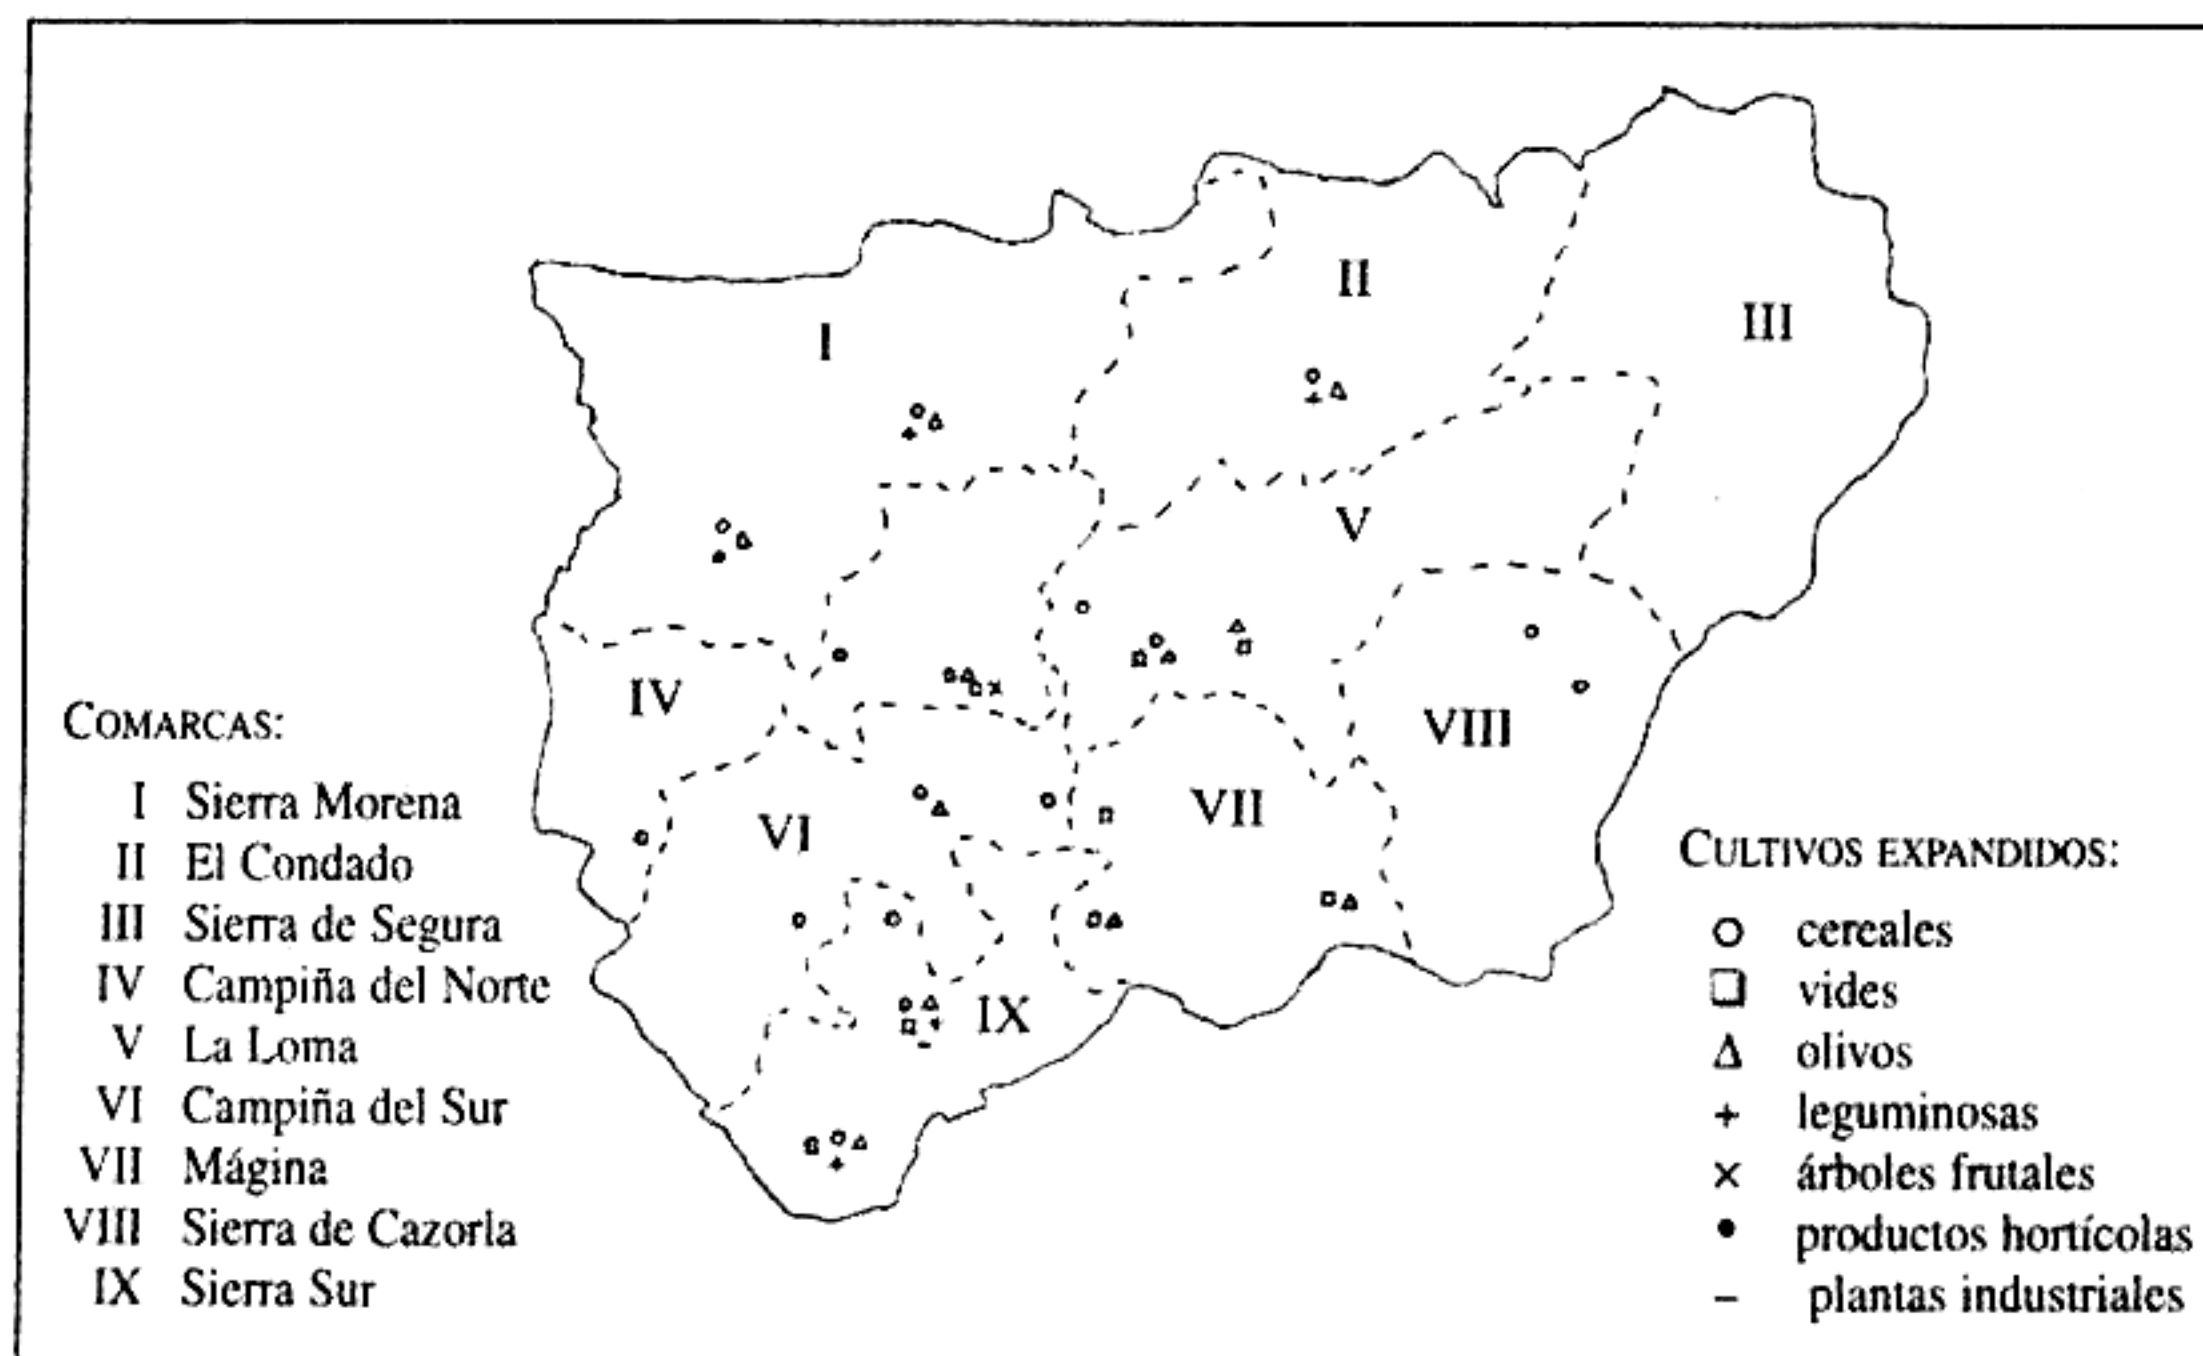 I
II
III
IV
V
VI
VII
VIII
IX
COMARCAS:
I Sierra Morena
II El Condado
III Sierra de Segura
IV Campiña del Norte
V La Loma
VI Campiña del Sur
VII Mágina
VIII Sierra de Cazorla
IX Sierra Sur
CULTIVOS EXPANDIDOS:
cereales
vides
olivos
leguminosas
árboles frutales
productos hortícolas
plantas industriales